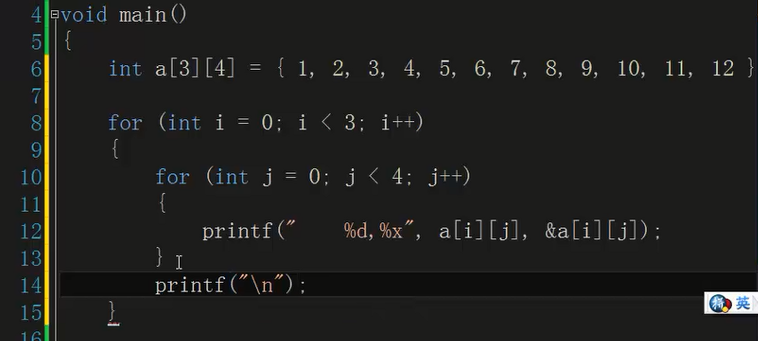 4 void main()
5 {
6 int a[3][4] = { 1, 2, 3, 4, 5, 6, 7, 8, 9, 10, 11, 12 }
7
8 for (int i = 0; i < 3; i++)
9 {
10 for (int j = 0; j < 4; j++)
11 {
12 printf("    %d,%x", a[i][j], &a[i][j]);
13 }
14 printf("\n");
15 }
英